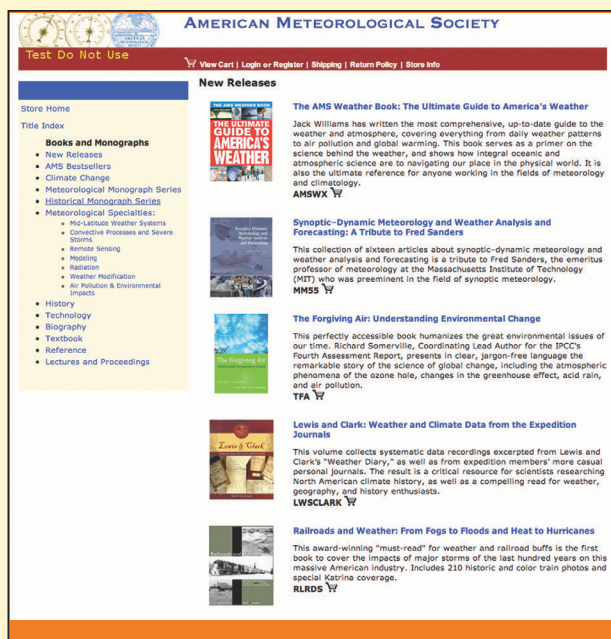 AMERICAN METEOROLOGICAL SOCIETY
Test Do Not Use
View Cart | Login or Register | Shipping | Return Policy | Store Info
Store Home
Title Index
Books and Monographs
New Releases
AMS Bestsellers
Climate Change
Meteorological Monograph Series
Historical Monograph Series
Meteorological Specialties:
Mid-Latitude Weather Systems
Convective Processes and Severe
Storms
Remote Sensing
Modeling
Radiation
Weather Modification
Air Pollution & Environmental
Impacts
History
Technology
Biography
Textbook
Reference
Lectures and Proceedings
New Releases
THE AMS WEATHER BOOK
THE ULTIMATE
GUIDE TO
AMERICA'S
WEATHER
The AMS Weather Book: The Ultimate Guide to America's Weather
Jack Williams has written the most comprehensive, up-to-date guide to the
weather and atmosphere, covering everything from daily weather patterns
to air pollution and global warming. This book serves as a primer on the
science behind the weather, and shows how integral oceanic and
atmospheric science are to navigating our place in the physical world. It is
also the ultimate reference for anyone working in the fields of meteorology
and climatology.
AMSWX
Synoptic–Dynamic Meteorology and Weather Analysis and
Forecasting: A Tribute to Fred Sanders
This collection of sixteen articles about synoptic–dynamic meteorology and
weather analysis and forecasting is a tribute to Fred Sanders, the emeritus
professor of meteorology at the Massachusetts Institute of Technology
(MIT) who was preeminent in the field of synoptic meteorology.
MM55
The Forgiving Air
The Forgiving Air: Understanding Environmental Change
This perfectly accessible book humanizes the great environmental issues of
our time. Richard Somerville, Coordinating Lead Author for the IPCC's
Fourth Assessment Report, presents in clear, jargon-free language the
remarkable story of the science of global change, including the atmospheric
phenomena of the ozone hole, changes in the greenhouse effect, acid rain,
and air pollution.
TFA
Lewis & Clark
Lewis and Clark: Weather and Climate Data from the Expedition
Journals
This volume collects systematic data recordings excerpted from Lewis and
Clark's "Weather Diary," as well as from expedition members' more casual
personal journals. The result is a critical resource for scientists researching
North American climate history, as well as a compelling read for weather,
geography, and history enthusiasts.
LWSCLARK
Railroads and Weather: From Fogs to Floods and Heat to Hurricanes
This award-winning "must-read" for weather and railroad buffs is the first
book to cover the impacts of major storms of the last hundred years on this
massive American industry. Includes 210 historic and color train photos and
special Katrina coverage.
RLRDS